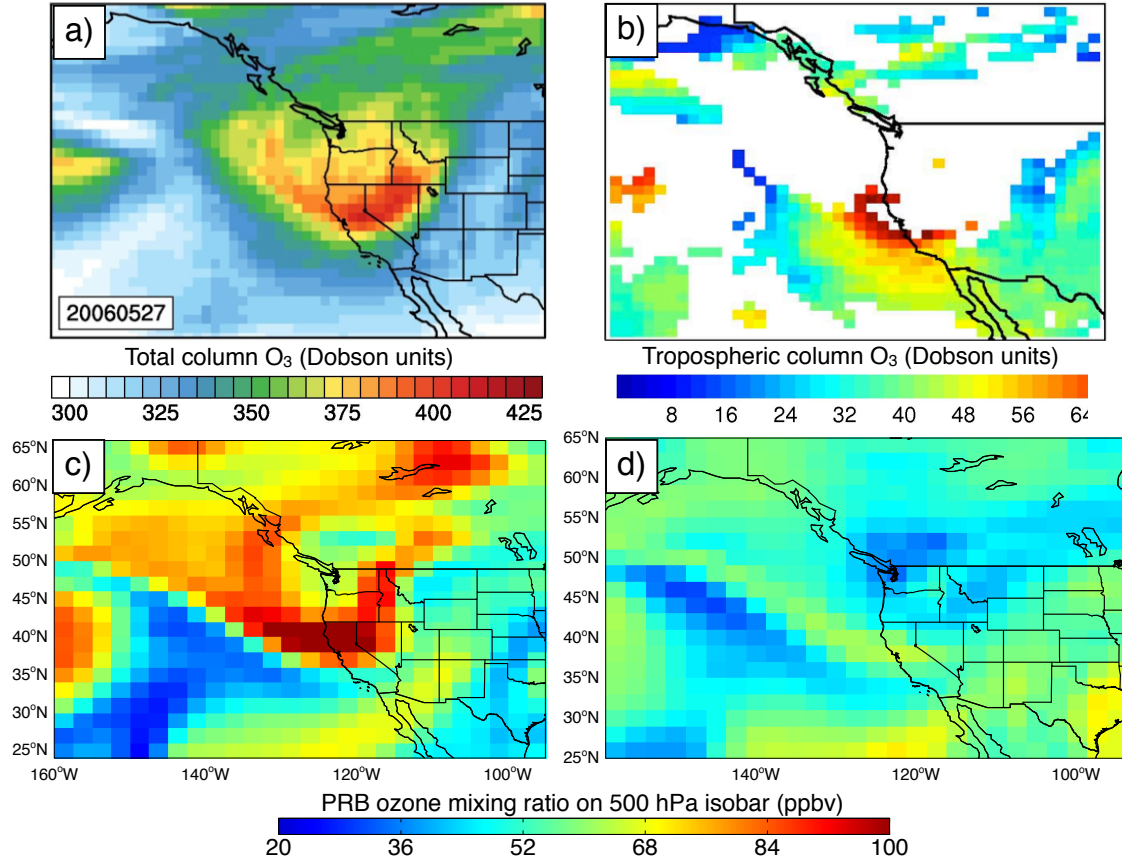 a)
b)
20060527
Total column O₃ (Dobson units)
Tropospheric column O₃ (Dobson units)
300 325 350 375 400 425
8 16 24 32 40 48 56 64
c)
d)
65°N
60°N
55°N
50°N
45°N
40°N
35°N
30°N
25°N
65°N
60°N
55°N
50°N
45°N
40°N
35°N
30°N
25°N
160°W 140°W 120°W 100°W
140°W 120°W 100°W
PRB ozone mixing ratio on 500 hPa isobar (ppbv)
20 36 52 68 84 100